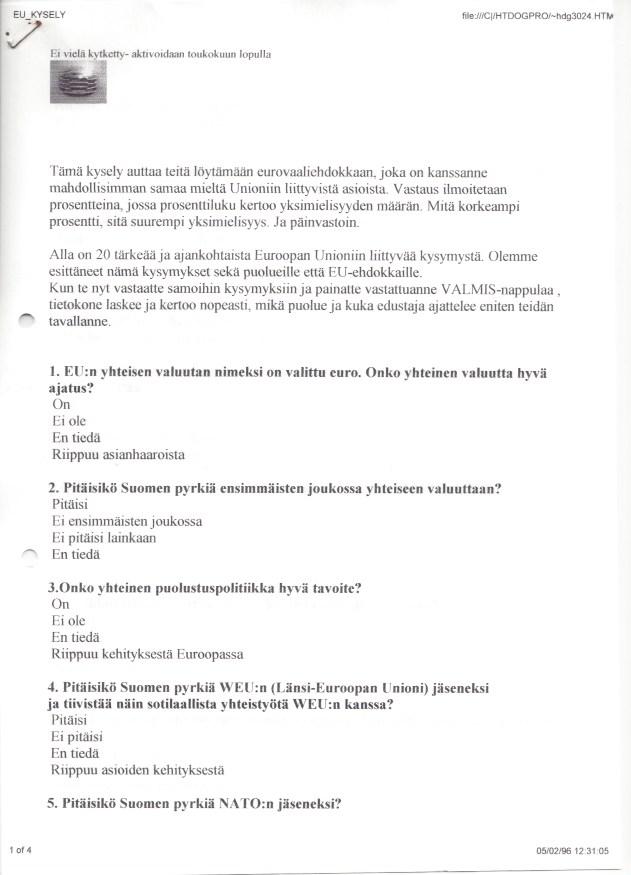 EU_KYSELY
file:///C|/HTDOGPRO/~hdg3024.HTM
Ei vielä kytketty- aktivoidaan toukokuun lopulla
Tämä kysely auttaa teitä löytämään eurovaaliehdokkaan, joka on kanssanne
mahdollisimman samaa mieltä Unioniin liittyvistä asioista. Vastaus ilmoitetaan
prosentteina, jossa prosenttiluku kertoo yksimielisyyden määrän. Mitä korkeampi
prosentti, sitä suurempi yksimielisyys. Ja päinvastoin.
Alla on 20 tärkeää ja ajankohtaista Euroopan Unioniin liittyvää kysymystä. Olemme
esittäneet nämä kysymykset sekä puolueille että EU-ehdokkaille.
Kun te nyt vastaatte samoihin kysymyksiin ja painatte vastattuanne VALMIS-nappulaa ,
tietokone laskee ja kertoo nopeasti, mikä puolue ja kuka edustaja ajattelee eniten teidän
tavallanne.
1. EU:n yhteisen valuutan nimeksi on valittu euro. Onko yhteinen valuutta hyvä
ajatus?
On
Ei ole
En tiedä
Riippuu asianhaaroista
2. Pitäisikö Suomen pyrkiä ensimmäisten joukossa yhteiseen valuuttaan?
Pitäisi
Ei ensimmäisten joukossa
Ei pitäisi lainkaan
En tiedä
3.Onko yhteinen puolustuspolitiikka hyvä tavoite?
On
Ei ole
En tiedä
Riippuu kehityksestä Euroopassa
4. Pitäisikö Suomen pyrkiä WEU:n (Länsi-Euroopan Unioni) jäseneksi
ja tiivistää näin sotilaallista yhteistyötä WEU:n kanssa?
Pitäisi
Ei pitäisi
En tiedä
Riippuu asioiden kehityksestä
5. Pitäisikö Suomen pyrkiä NATO:n jäseneksi?
1 of 4
05/02/96 12:31:05